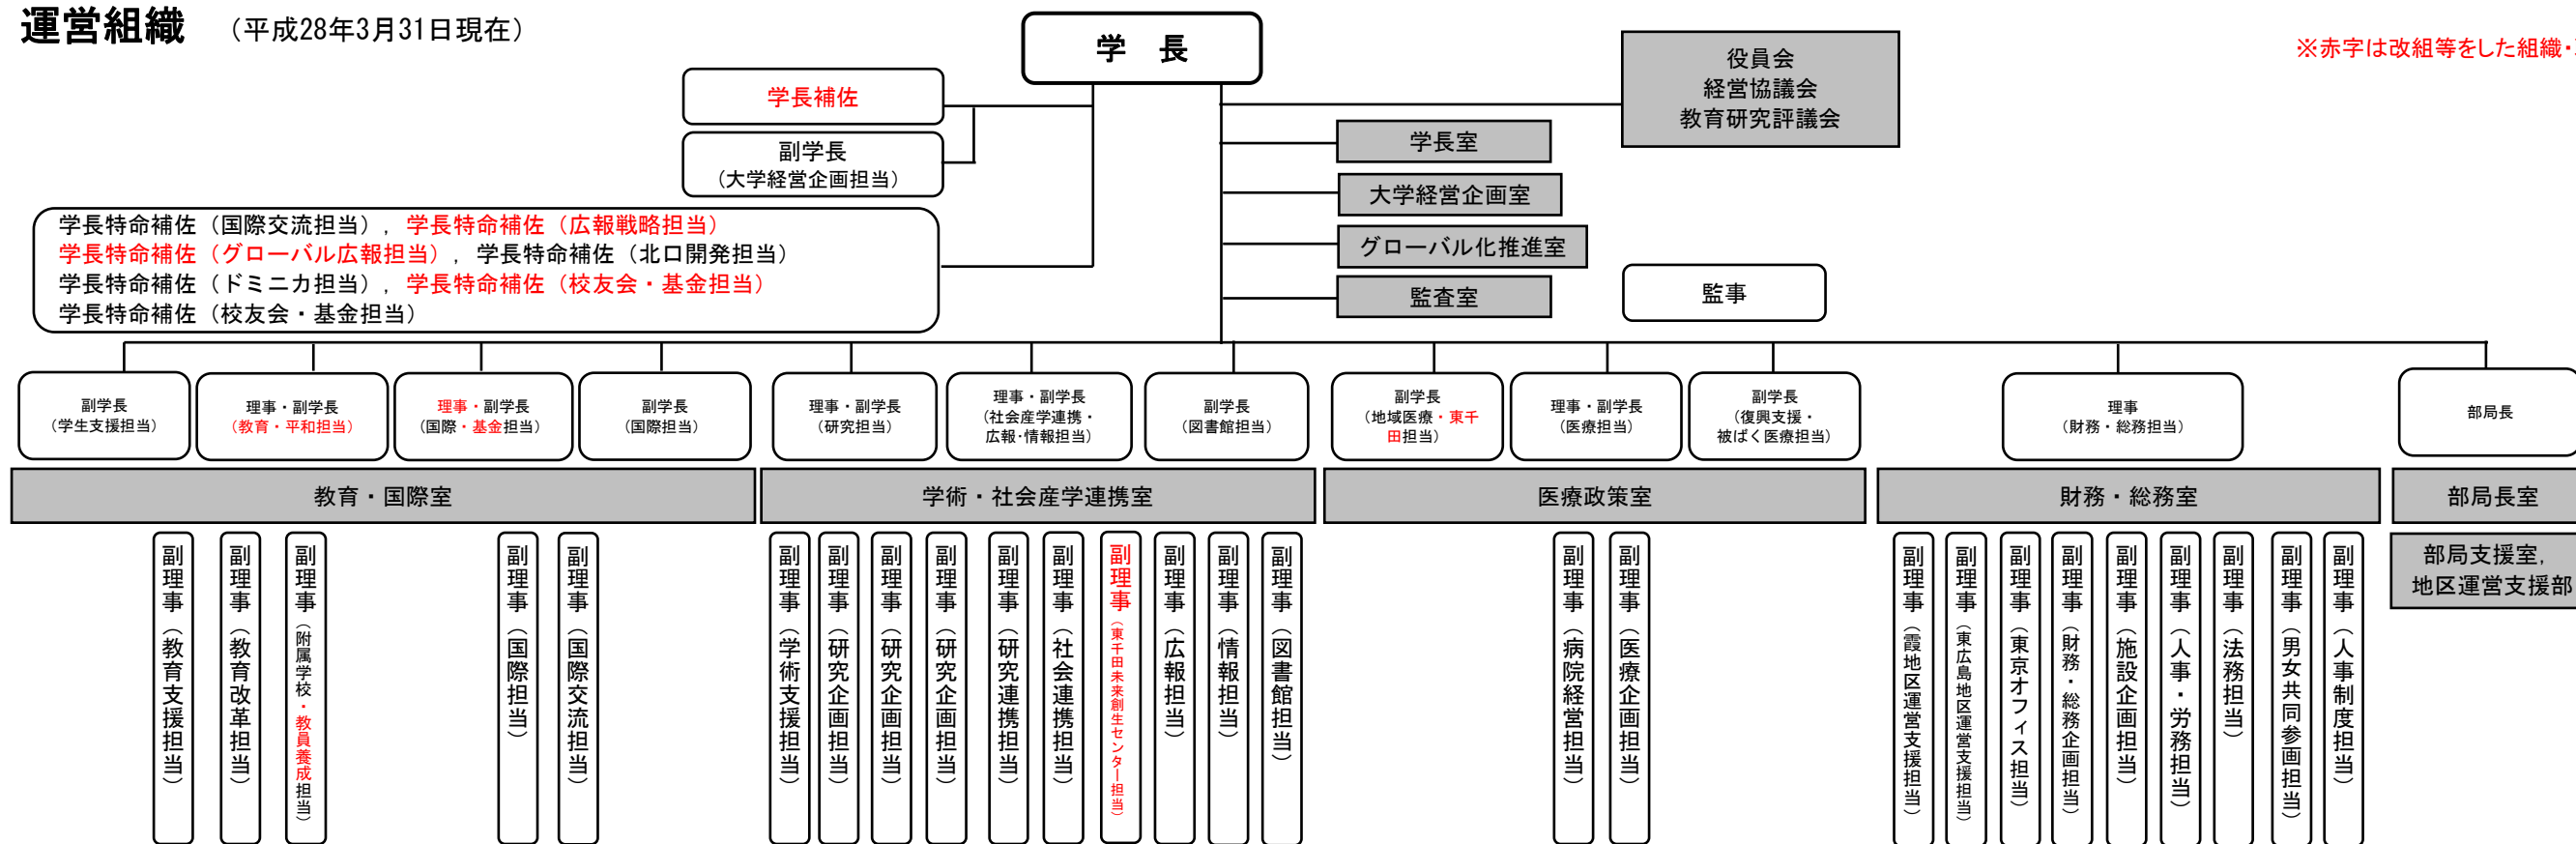 運営組織 （平成28年3月31日現在）
学　長
※赤字は改組等をした組織・
役員会
経営協議会
教育研究評議会
学長補佐
副学長
（大学経営企画担当）
学長室
大学経営企画室
グローバル化推進室
監査室
監事
学長特命補佐（国際交流担当），学長特命補佐（広報戦略担当）
学長特命補佐（グローバル広報担当），学長特命補佐（北口開発担当）
学長特命補佐（ドミニカ担当），学長特命補佐（校友会・基金担当）
学長特命補佐（校友会・基金担当）
副学長
（学生支援担当）
理事・副学長
（教育・平和担当）
理事・副学長
（国際・基金担当）
副学長
（国際担当）
理事・副学長
（研究担当）
理事・副学長
（社会産学連携・
広報・情報担当）
副学長
（図書館担当）
副学長
（地域医療・東千
田担当）
理事・副学長
（医療担当）
副学長
（復興支援・
被ばく医療担当）
理事
（財務・総務担当）
部局長
教育・国際室
学術・社会産学連携室
医療政策室
財務・総務室
部局長室
副理事（教育支援担当）
副理事（教育改革担当）
副理事（附属学校・教員養成担当）
副理事（国際担当）
副理事（国際交流担当）
副理事（学術支援担当）
副理事（研究企画担当）
副理事（研究企画担当）
副理事（研究企画担当）
副理事（研究連携担当）
副理事（社会連携担当）
副理事（東千田未来創生センター担当）
副理事（広報担当）
副理事（情報担当）
副理事（図書館担当）
副理事（病院経営担当）
副理事（医療企画担当）
副理事（霞地区運営支援担当）
副理事（東広島地区運営支援担当）
副理事（東京オフィス担当）
副理事（財務・総務企画担当）
副理事（施設企画担当）
副理事（人事・労務担当）
副理事（法務担当）
副理事（男女共同参画担当）
副理事（人事制度担当）
部局支援室，
地区運営支援部